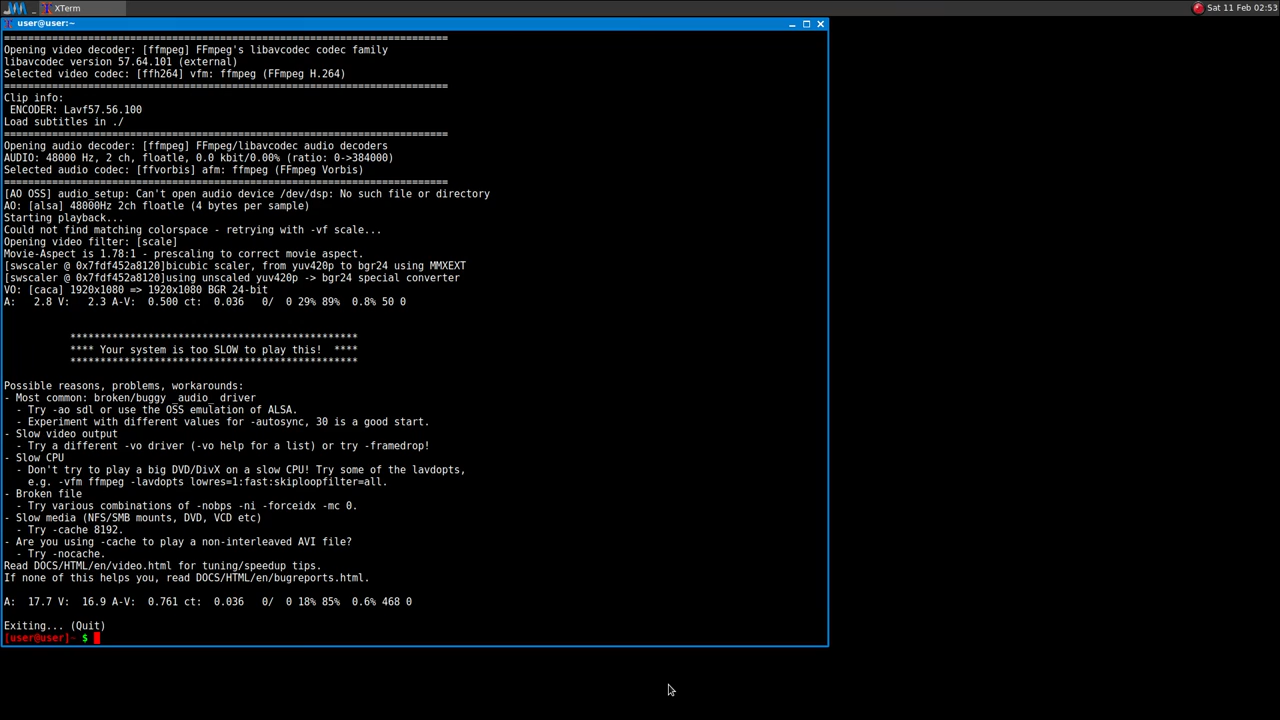 XTerm
Sat 11 Feb 02:53
user@user:~
==========================================================================
Opening video decoder: [ffmpeg] FFmpeg's libavcodec codec family
libavcodec version 57.64.101 (external)
Selected video codec: [ffh264] vfm: ffmpeg (FFmpeg H.264)
==========================================================================
Clip info:
 ENCODER: Lavf57.56.100
Load subtitles in ./
==========================================================================
Opening audio decoder: [ffmpeg] FFmpeg/libavcodec audio decoders
AUDIO: 48000 Hz, 2 ch, floatle, 0.0 kbit/0.00% (ratio: 0->384000)
Selected audio codec: [ffvorbis] afm: ffmpeg (FFmpeg Vorbis)
==========================================================================
[AO OSS] audio_setup: Can't open audio device /dev/dsp: No such file or directory
AO: [alsa] 48000Hz 2ch floatle (4 bytes per sample)
Starting playback...
Could not find matching colorspace - retrying with -vf scale...
Opening video filter: [scale]
Movie-Aspect is 1.78:1 - prescaling to correct movie aspect.
[swscaler @ 0x7fdf452a8120]bicubic scaler, from yuv420p to bgr24 using MMXEXT
[swscaler @ 0x7fdf452a8120]using unscaled yuv420p -> bgr24 special converter
VO: [caca] 1920x1080 => 1920x1080 BGR 24-bit
A:   2.8 V:   2.3 A-V:  0.500 ct:  0.036   0/  0 29% 89%  0.8% 50 0
           ************************************************
           **** Your system is too SLOW to play this!  ****
           ************************************************
Possible reasons, problems, workarounds:
- Most common: broken/buggy _audio_ driver
  - Try -ao sdl or use the OSS emulation of ALSA.
  - Experiment with different values for -autosync, 30 is a good start.
- Slow video output
  - Try a different -vo driver (-vo help for a list) or try -framedrop!
- Slow CPU
  - Don't try to play a big DVD/DivX on a slow CPU! Try some of the lavdopts,
    e.g. -vfm ffmpeg -lavdopts lowres=1:fast:skiploopfilter=all.
- Broken file
  - Try various combinations of -nobps -ni -forceidx -mc 0.
- Slow media (NFS/SMB mounts, DVD, VCD etc)
  - Try -cache 8192.
- Are you using -cache to play a non-interleaved AVI file?
  - Try -nocache.
Read DOCS/HTML/en/video.html for tuning/speedup tips.
If none of this helps you, read DOCS/HTML/en/bugreports.html.
A:  17.7 V:  16.9 A-V:  0.761 ct:  0.036   0/  0 18% 85%  0.6% 468 0
Exiting... (Quit)
[user@user]~ $